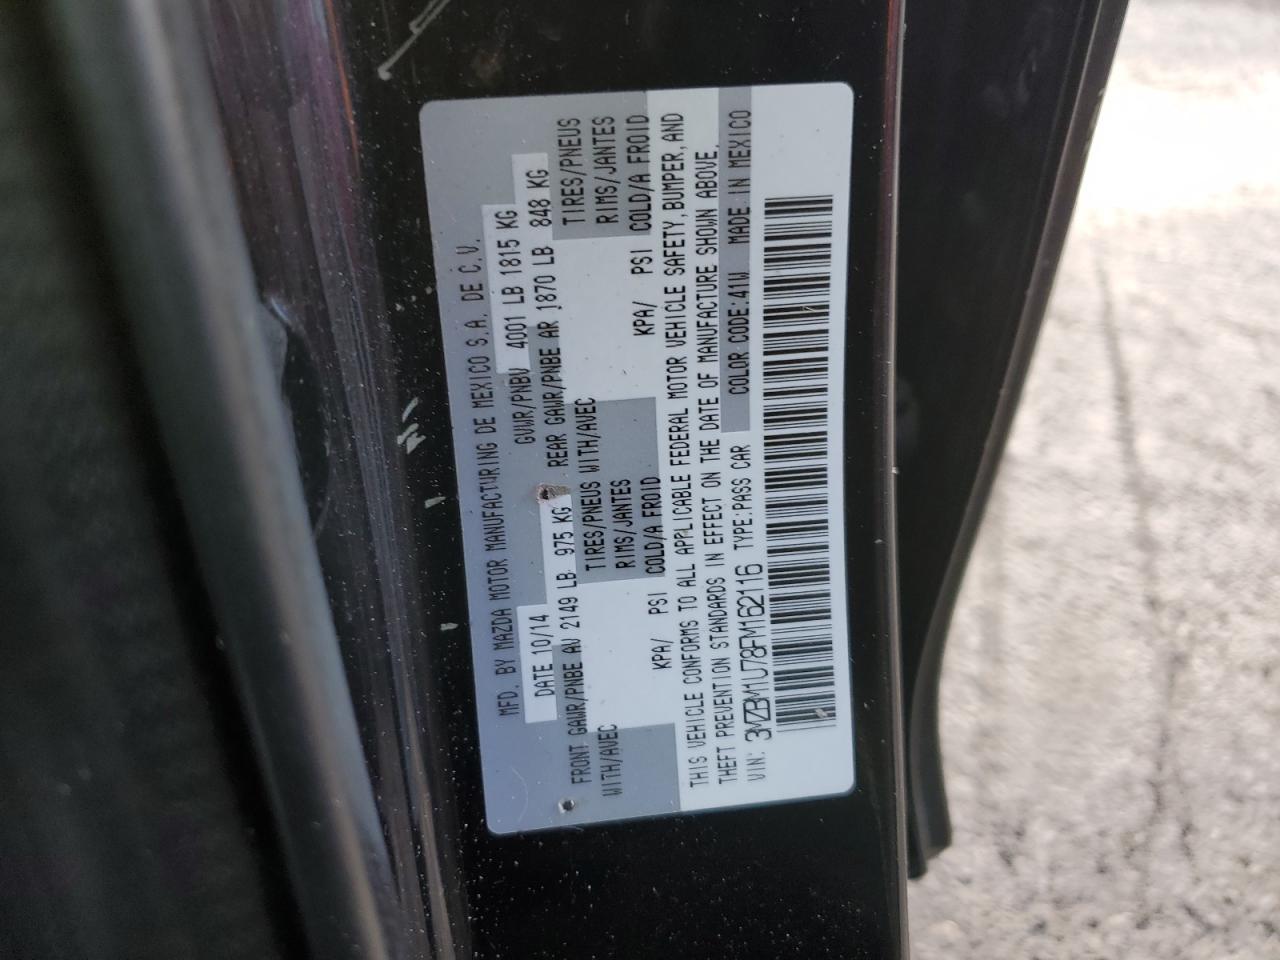 MFD. BY MAZDA MOTOR MANUFACTURING DE MEXICO S.A. DE C.V.
DATE 10/14 GVWR/PNBV 4001 LB 1815 KG
FRONT GAWR/PNBE AV 2149 LB 975 KG REAR GAWR/PNBE AR 1870 LB 848 KG
WITH/AVEC TIRES/PNEUS WITH/AVEC TIRES/PNEUS
RIMS/JANTES RIMS/JANTES
KPA/ PSI COLD/A FROID KPA/ PSI COLD/A FROID
THIS VEHICLE CONFORMS TO ALL APPLICABLE FEDERAL MOTOR VEHICLE SAFETY, BUMPER, AND
THEFT PREVENTION STANDARDS IN EFFECT ON THE DATE OF MANUFACTURE SHOWN ABOVE.
VIN: 3MZBM1U78FM162116 TYPE:PASS CAR COLOR CODE:41W MADE IN MEXICO